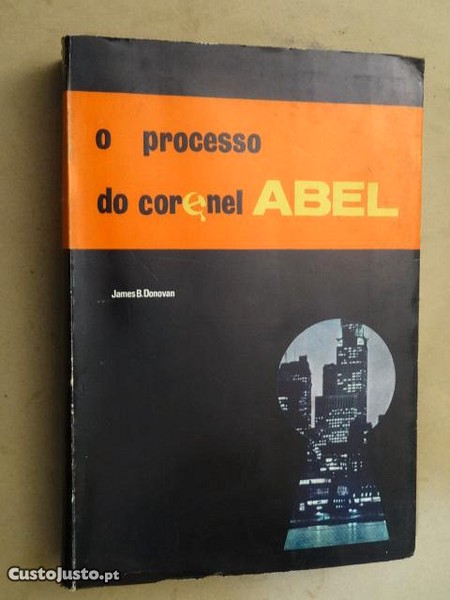 o processo
do coronel ABEL
James B. Donovan
CustoJusto.pt